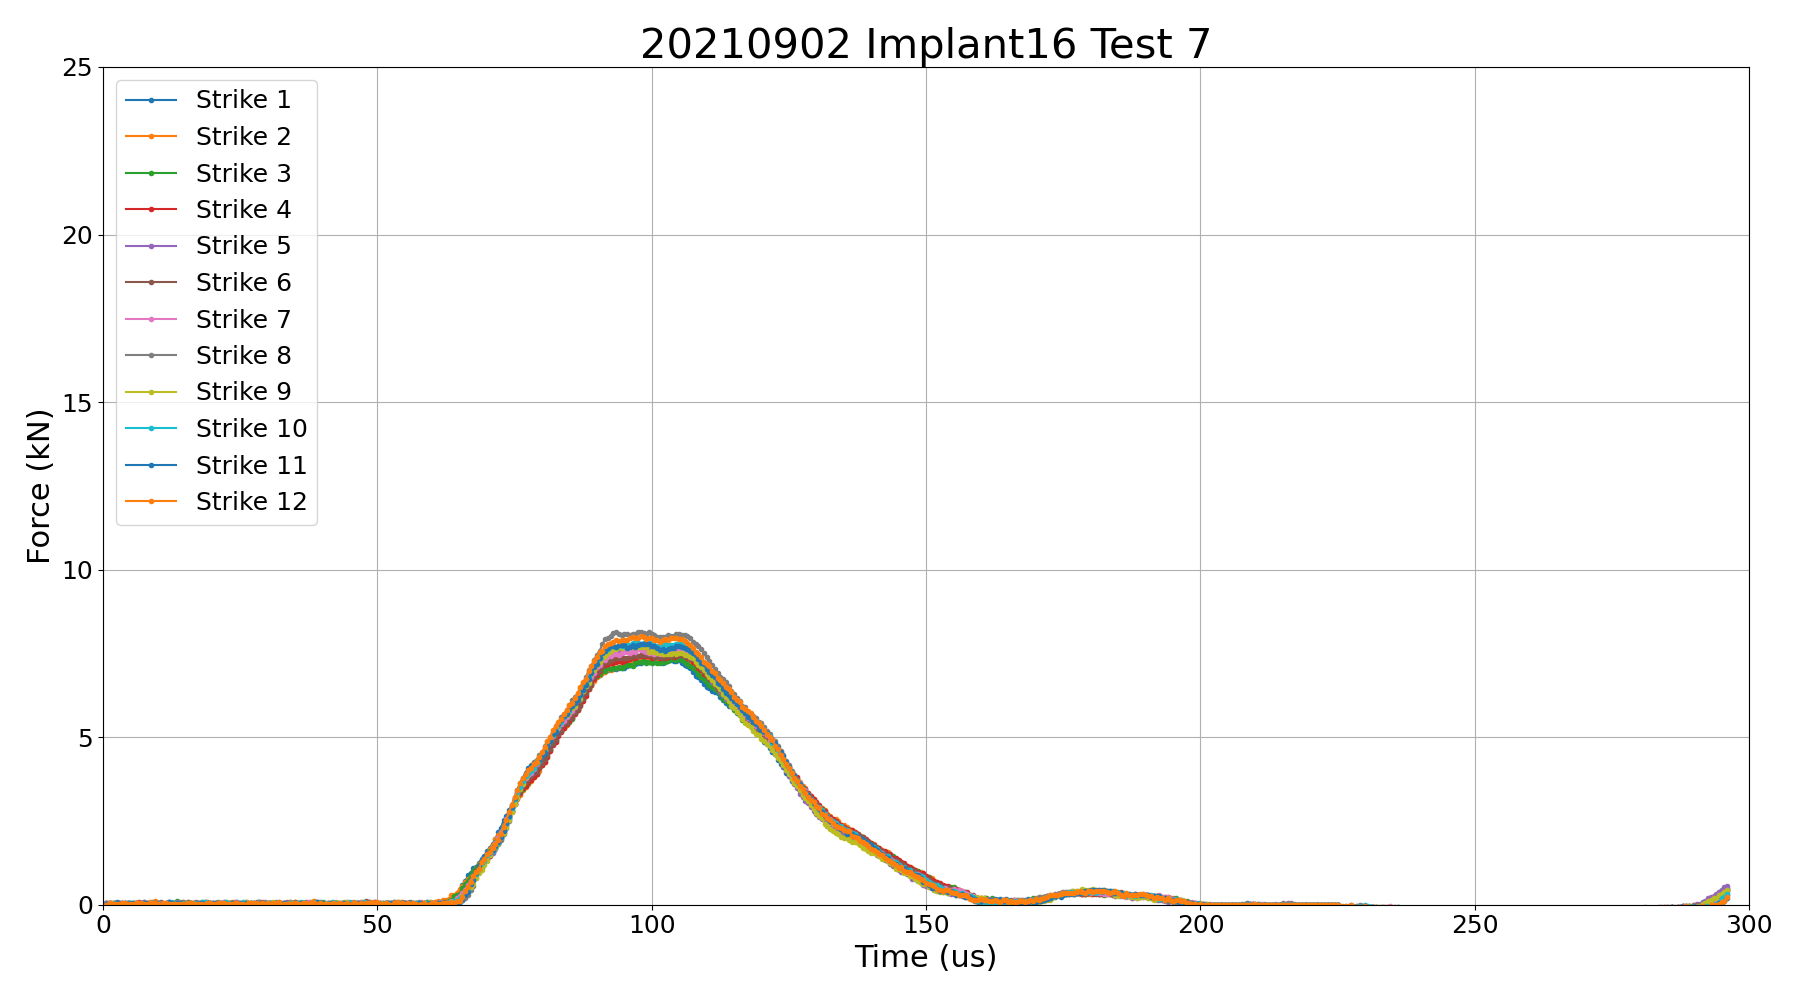 20210902 Implant16 Test 7
25
20
15
10
5
0
Force (kN)
Strike 1
Strike 2
Strike 3
Strike 4
Strike 5
Strike 6
Strike 7
Strike 8
Strike 9
Strike 10
Strike 11
Strike 12
0 50 100 150 200 250 300
Time (us)